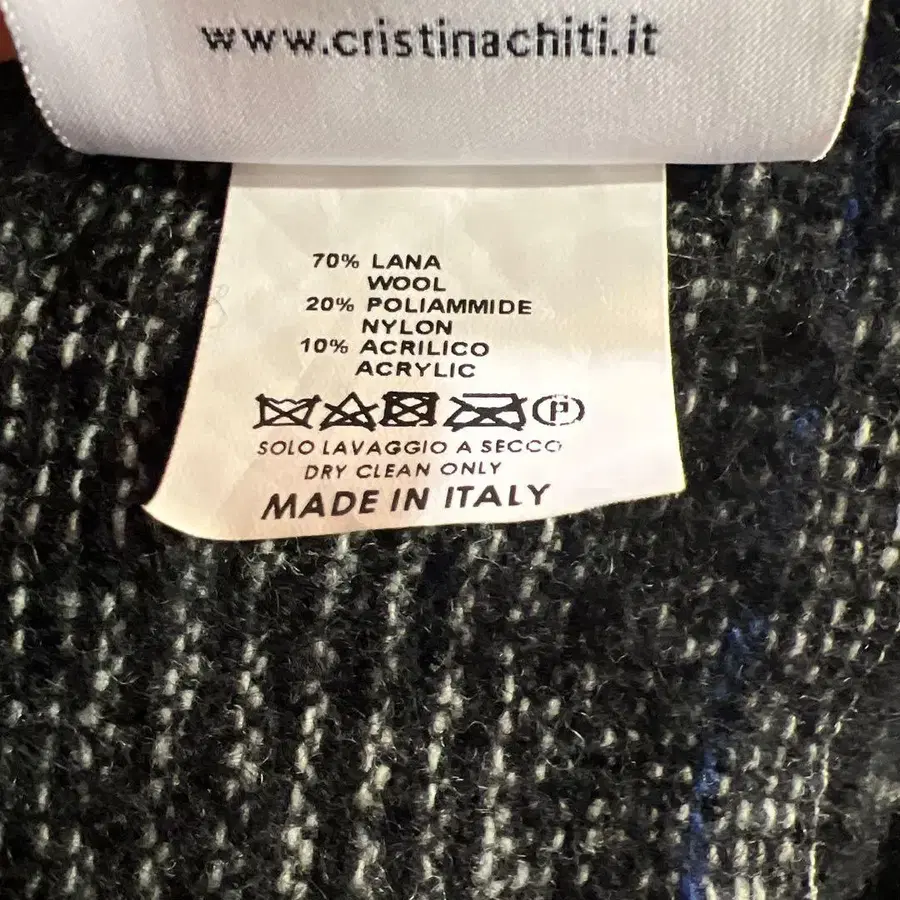 www.cristinachiti.it
70% LANA
WOOL
20% POLIAMMIDE
NYLON
10% ACRILICO
ACRYLIC
P
SOLO LAVAGGIO A SECCO
DRY CLEAN ONLY
MADE IN ITALY